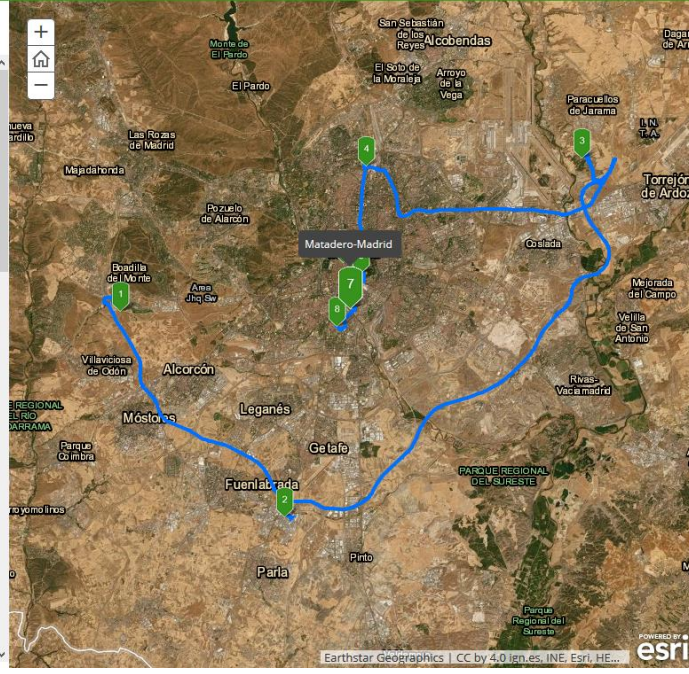 San Sebastián
de los
Reyes
Alcobendas
Monte de
El Pardo
El Soto de
la Moraleja
Arroyo
de la
Vega
El Pardo
Paracuellos
de Jarama
I. N.
T. A.
Las Rozas
de Madrid
Majadahonda
4
3
Torrejón
de Ardoz
Pozuelo
de Alarcón
Matadero-Madrid
Coslada
Boadilla
del Monte
1
Area
Jhq Sw
7
8
Mejorada
del Campo
Velilla
de San
Antonio
Villaviciosa
de Odón
Alcorcón
Rivas-
Vaciamadrid
Leganés
Móstoles
Parque
Coimbra
Getafe
PARQUE REGIONAL
DEL SURESTE
Fuenlabrada
2
rroyomolinos
Pinto
Parla
Parque
Regional del
Sureste
POWERED BY
esri
Earthstar Geographics | CC by 4.0 ign.es, INE, Esri, HE...